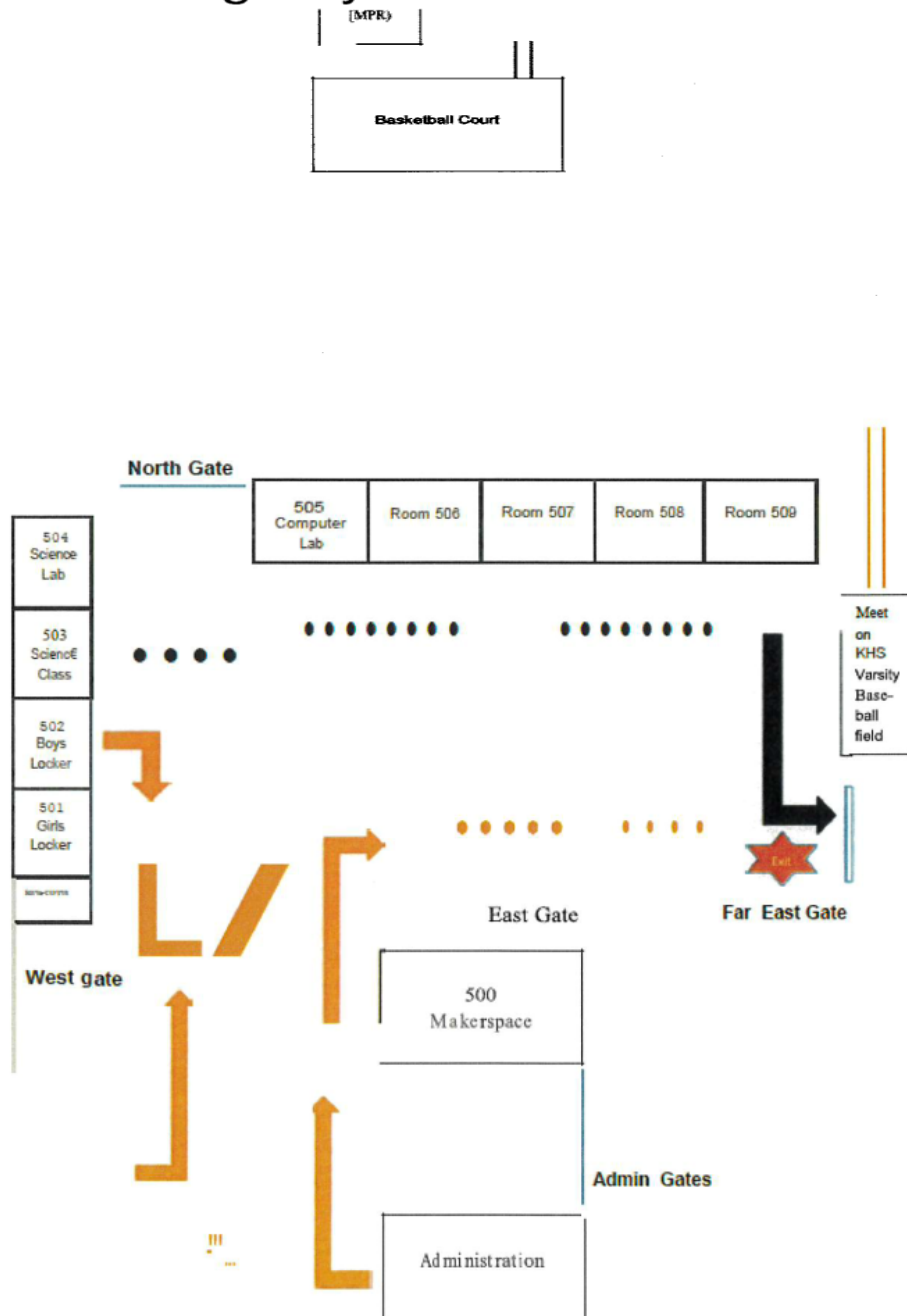 [MPR)
Basketball Court
North Gate
505
Computer
Lab
Room 506
Room 507
Room 508
Room 509
504
Science
Lab
503
Scienc€
Class
502
Boys
Locker
501
Girls
Locker
Meet
on
KHS
Varsity
Base-
ball
field
Exit
East Gate
Far East Gate
West gate
500
Makerspace
Admin Gates
Administration